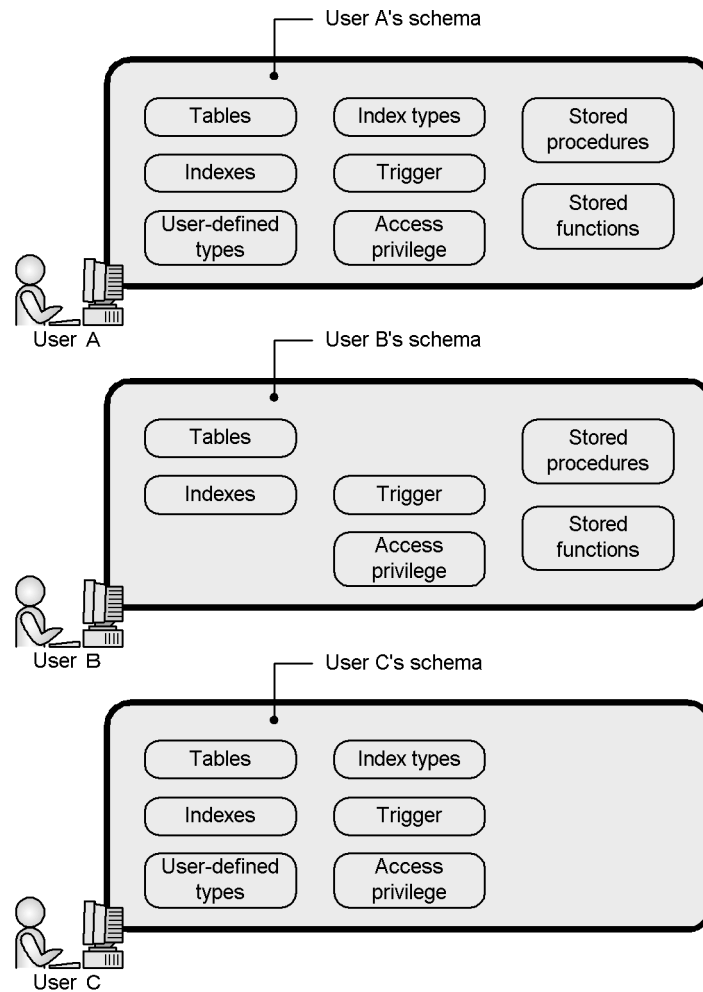 User A's schema
Tables
Index types
Stored
procedures
Indexes
Trigger
Stored
functions
User-defined
types
Access
privilege
User A
User B's schema
Tables
Stored
procedures
Indexes
Trigger
Stored
functions
Access
privilege
User B
User C's schema
Tables
Index types
Indexes
Trigger
User-defined
types
Access
privilege
User C